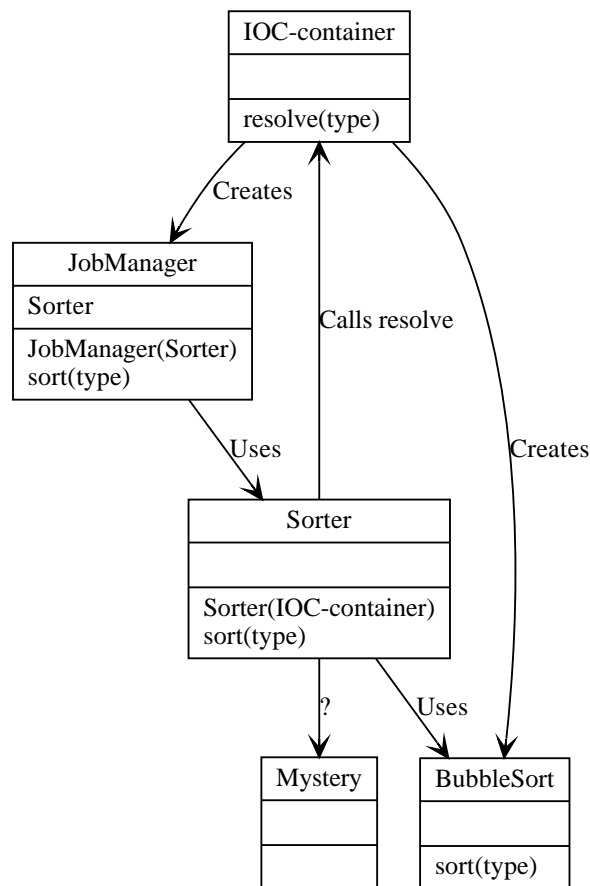 IOC-container
resolve(type)
Creates
JobManager
Sorter
JobManager(Sorter)
sort(type)
Calls resolve
Creates
Uses
Sorter
Sorter(IOC-container)
sort(type)
?
Uses
Mystery
BubbleSort
sort(type)